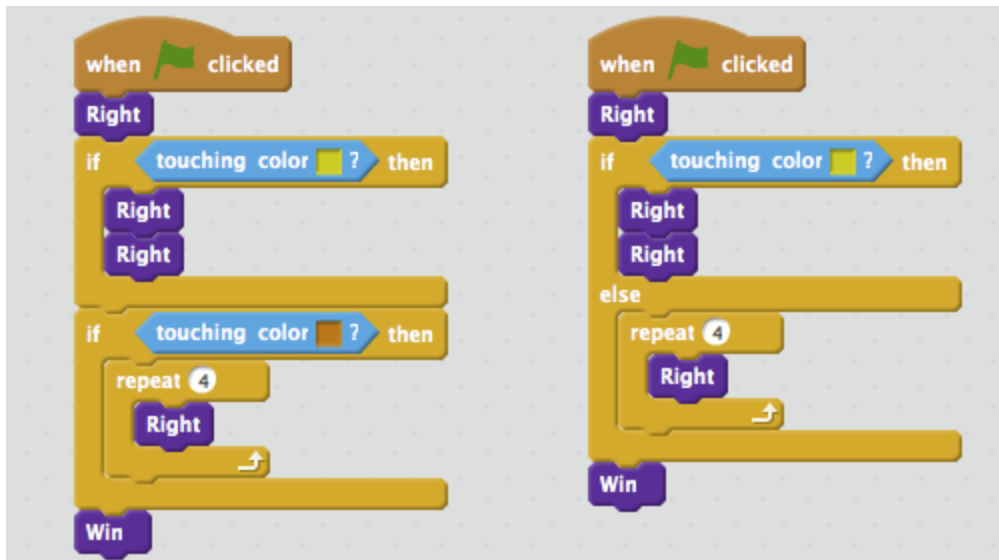 when clicked
Right
if touching color ? then
Right
Right
if touching color ? then
repeat 4
Right
Win
when clicked
Right
if touching color ? then
Right
Right
else
repeat 4
Right
Win